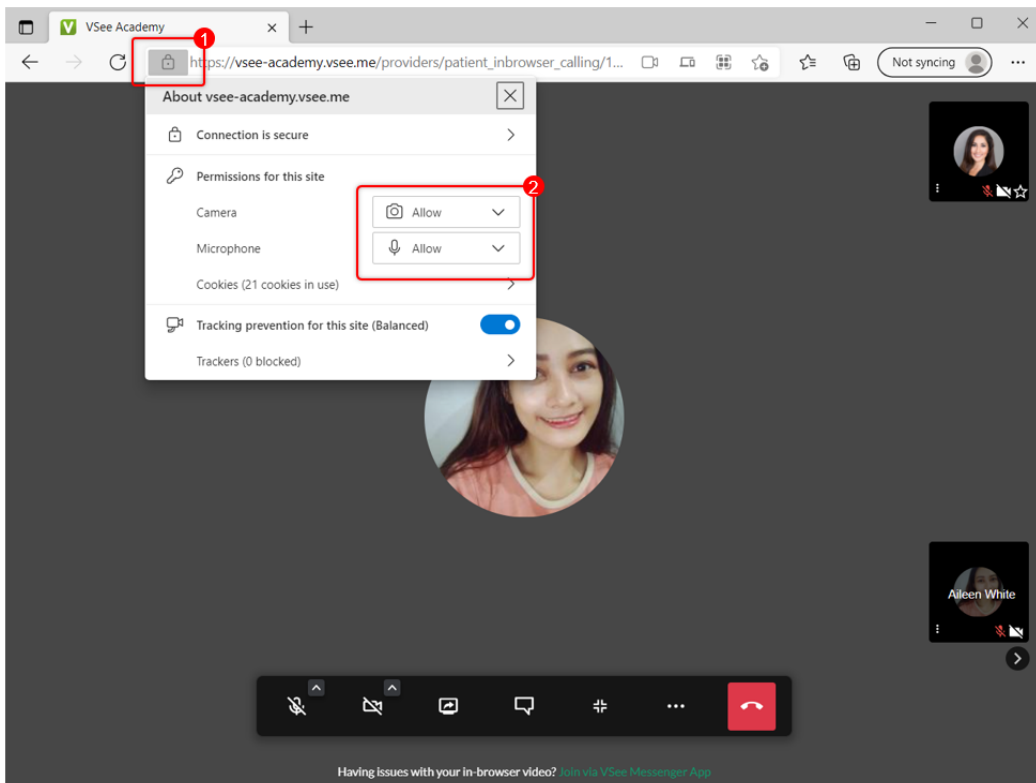 VSee Academy
1
https://vsee-academy.vsee.me/providers/patient_inbrowser_calling/1...
Not syncing
About vsee-academy.vsee.me
Connection is secure
Permissions for this site
2
Camera
Allow
Microphone
Allow
Cookies (21 cookies in use)
Tracking prevention for this site (Balanced)
Trackers (0 blocked)
Aileen White
Having issues with your in-browser video? Join via VSee Messenger App